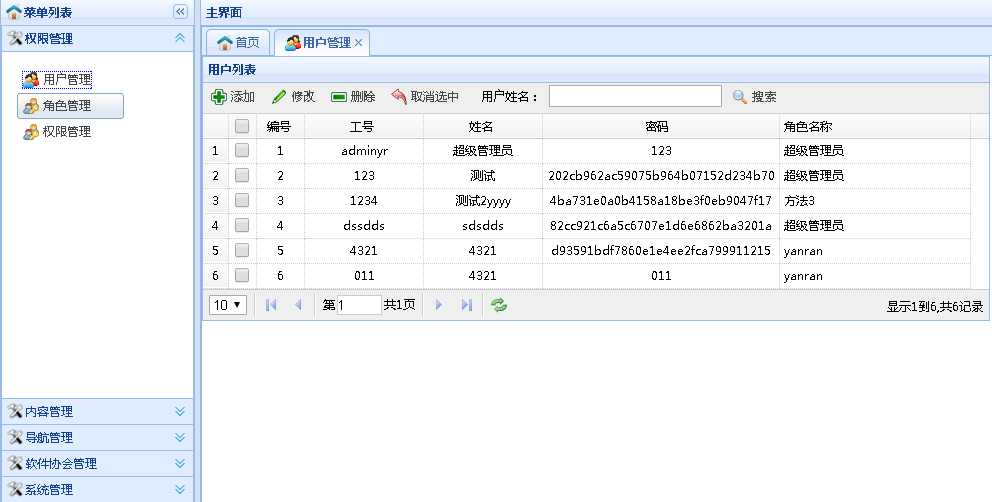 菜单列表
权限管理
用户管理
角色管理
权限管理
内容管理
导航管理
软件协会管理
系统管理
主界面
首页 用户管理
用户列表
添加 修改 删除 取消选中 用户姓名： 搜索
编号 工号 姓名 密码 角色名称
1 1 adminyr 超级管理员 123 超级管理员
2 2 123 测试 202cb962ac59075b964b07152d234b70 超级管理员
3 3 1234 测试2yyyy 4ba731e0a0b4158a18be3f0eb9047f17 方法3
4 4 dssdds sdsdds 82cc921c6a5c6707e1d6e6862ba3201a 超级管理员
5 5 4321 4321 d93591bdf7860e1e4ee2fca799911215 yanran
6 6 011 4321 011 yanran
10 第 1 共1页 显示1到6,共6记录